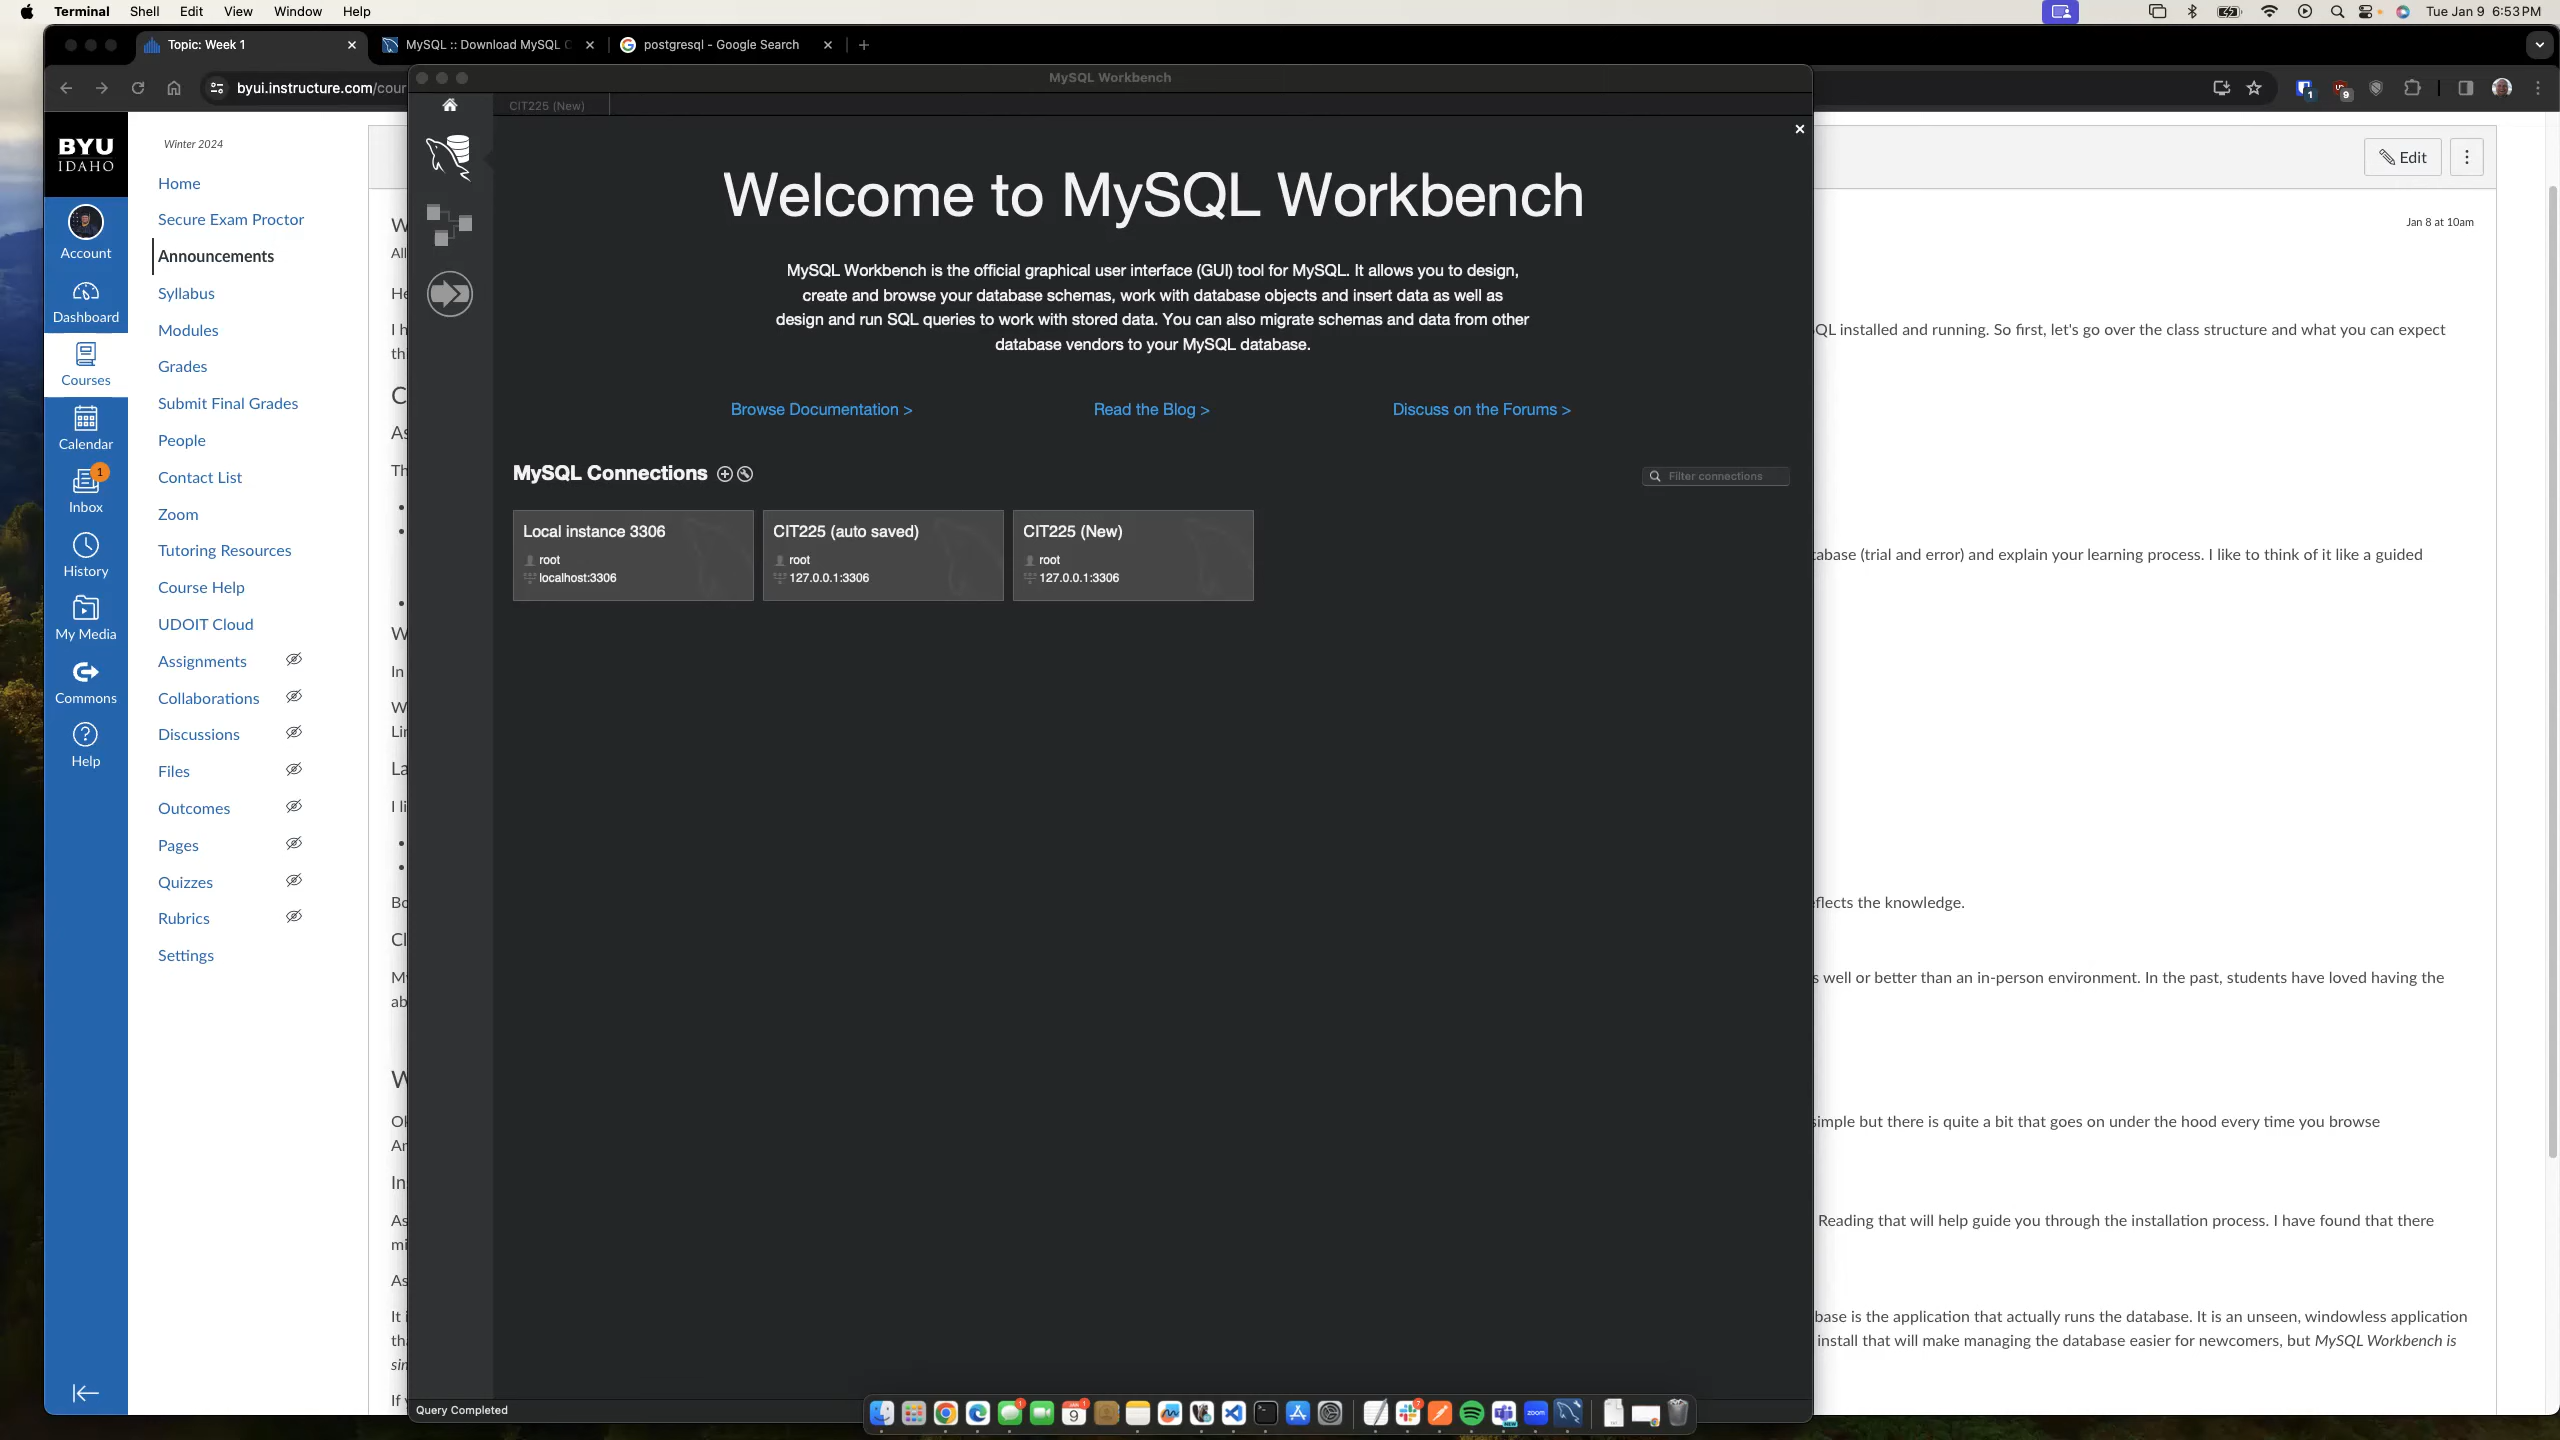 Terminal Shell Edit View Window Help
Tue Jan 9 6:53 PM
Topic: Week 1
MySQL :: Download MySQL C
postgresql - Google Search
byui.instructure.com/cour
1
9
MySQL Workbench
CIT225 (New)
BYU
IDAHO
Account
Dashboard
Courses
Calendar
1
Inbox
History
My Media
Commons
Help
Winter 2024
Home
Secure Exam Proctor
Announcements
Syllabus
Modules
Grades
Submit Final Grades
People
Contact List
Zoom
Tutoring Resources
Course Help
UDOIT Cloud
Assignments
Collaborations
Discussions
Files
Outcomes
Pages
Quizzes
Rubrics
Settings
Welcome to MySQL Workbench
MySQL Workbench is the official graphical user interface (GUI) tool for MySQL. It allows you to design,
create and browse your database schemas, work with database objects and insert data as well as
design and run SQL queries to work with stored data. You can also migrate schemas and data from other
database vendors to your MySQL database.
Browse Documentation >
Read the Blog >
Discuss on the Forums >
MySQL Connections
Filter connections
Local instance 3306
root
localhost:3306
CIT225 (auto saved)
root
127.0.0.1:3306
CIT225 (New)
root
127.0.0.1:3306
Query Completed
Edit
Jan 8 at 10am
QL installed and running. So first, let's go over the class structure and what you can expect
abase (trial and error) and explain your learning process. I like to think of it like a guided
eflects the knowledge.
s well or better than an in-person environment. In the past, students have loved having the
simple but there is quite a bit that goes on under the hood every time you browse
Reading that will help guide you through the installation process. I have found that there
base is the application that actually runs the database. It is an unseen, windowless application
install that will make managing the database easier for newcomers, but MySQL Workbench is